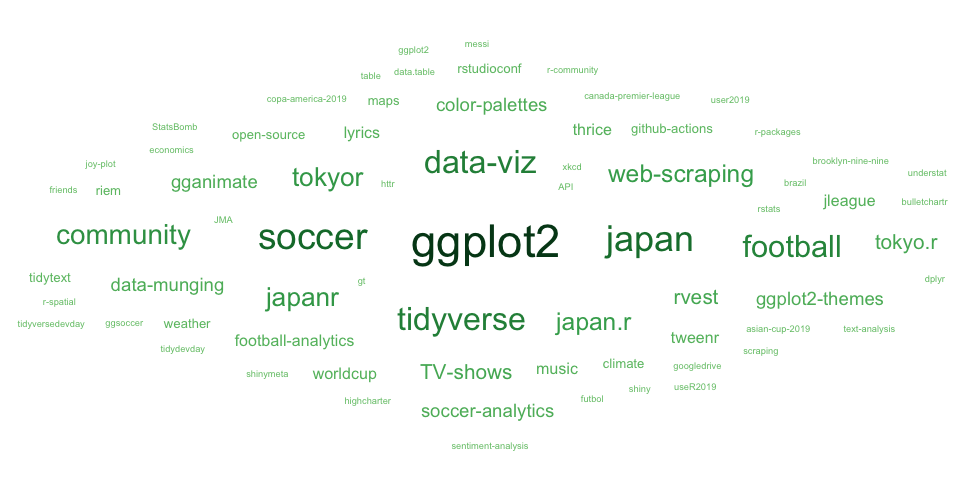 messi
ggplot2
rstudioconf
r-community
data.table
table
canada-premier-league
copa-america-2019
maps
user2019
color-palettes
StatsBomb
thrice
github-actions
r-packages
open-source
lyrics
economics
joy-plot
data-viz
brooklyn-nine-nine
xkcd
web-scraping
understat
gganimate
tokyor
httr
API
brazil
friends
riem
jleague
bulletchartr
rstats
JMA
community
soccer
ggplot2
japan
football
tokyo.r
tidytext
data-munging
gt
dplyr
r-spatial
japanr
rvest
ggplot2-themes
tidyversedevday
ggsoccer
weather
tidyverse
japan.r
asian-cup-2019
text-analysis
football-analytics
tweenr
tidydevday
scraping
shinymeta
worldcup
TV-shows
music
climate
googledrive
shiny
useR2019
highcharter
futbol
soccer-analytics
sentiment-analysis